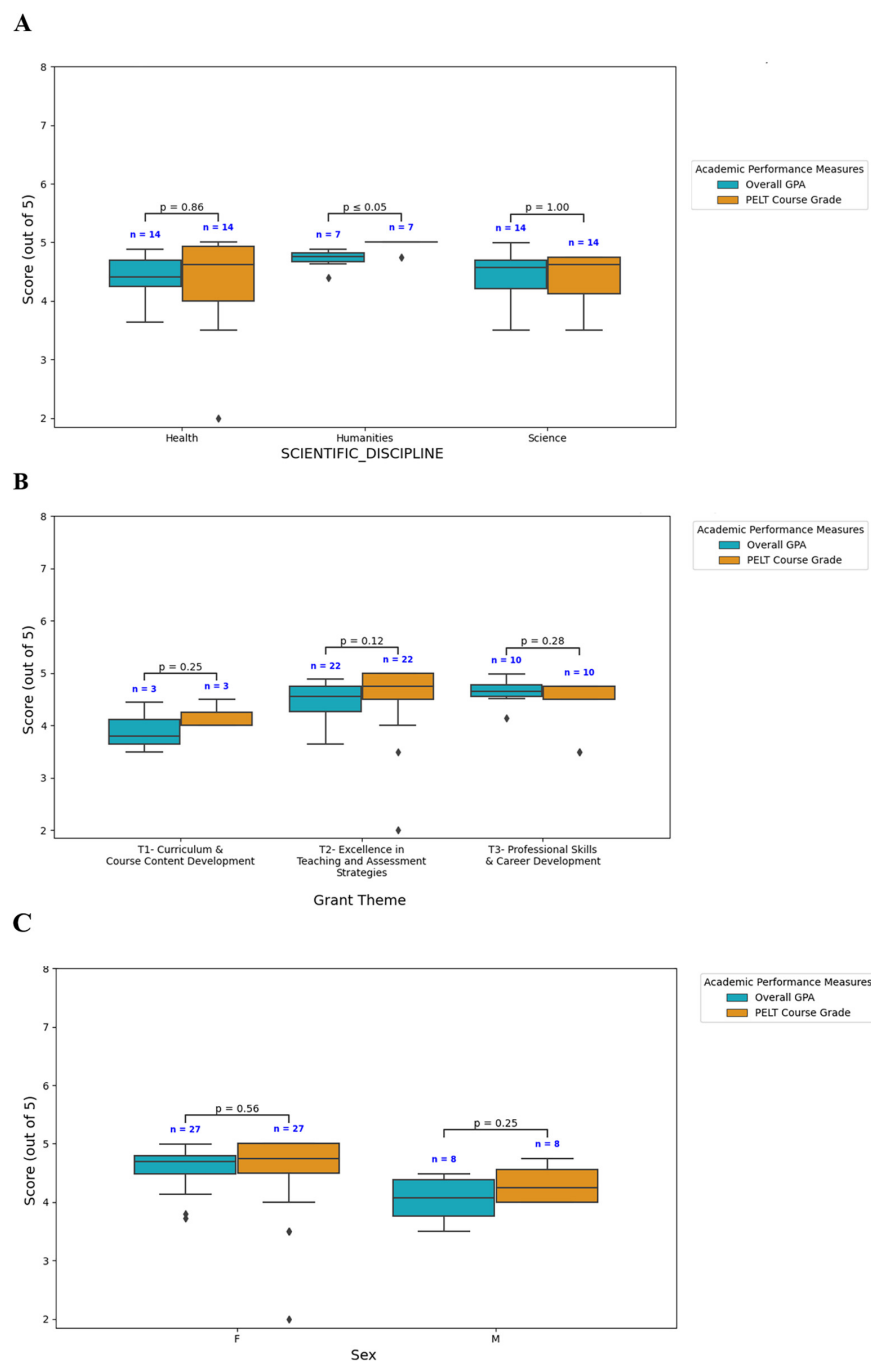 A
8
7
6
5
4
3
2
Score (out of 5)
p = 0.86
n = 14
n = 14
p ≤ 0.05
n = 7
n = 7
p = 1.00
n = 14
n = 14
Health
Humanities
Science
SCIENTIFIC_DISCIPLINE
Academic Performance Measures
Overall GPA
PELT Course Grade
B
8
7
6
5
4
3
2
Score (out of 5)
p = 0.25
n = 3
n = 3
p = 0.12
n = 22
n = 22
p = 0.28
n = 10
n = 10
T1- Curriculum &
Course Content Development
T2- Excellence in
Teaching and Assessment
Strategies
T3- Professional Skills
& Career Development
Grant Theme
Academic Performance Measures
Overall GPA
PELT Course Grade
C
8
7
6
5
4
3
2
Score (out of 5)
p = 0.56
n = 27
n = 27
p = 0.25
n = 8
n = 8
F
M
Sex
Academic Performance Measures
Overall GPA
PELT Course Grade